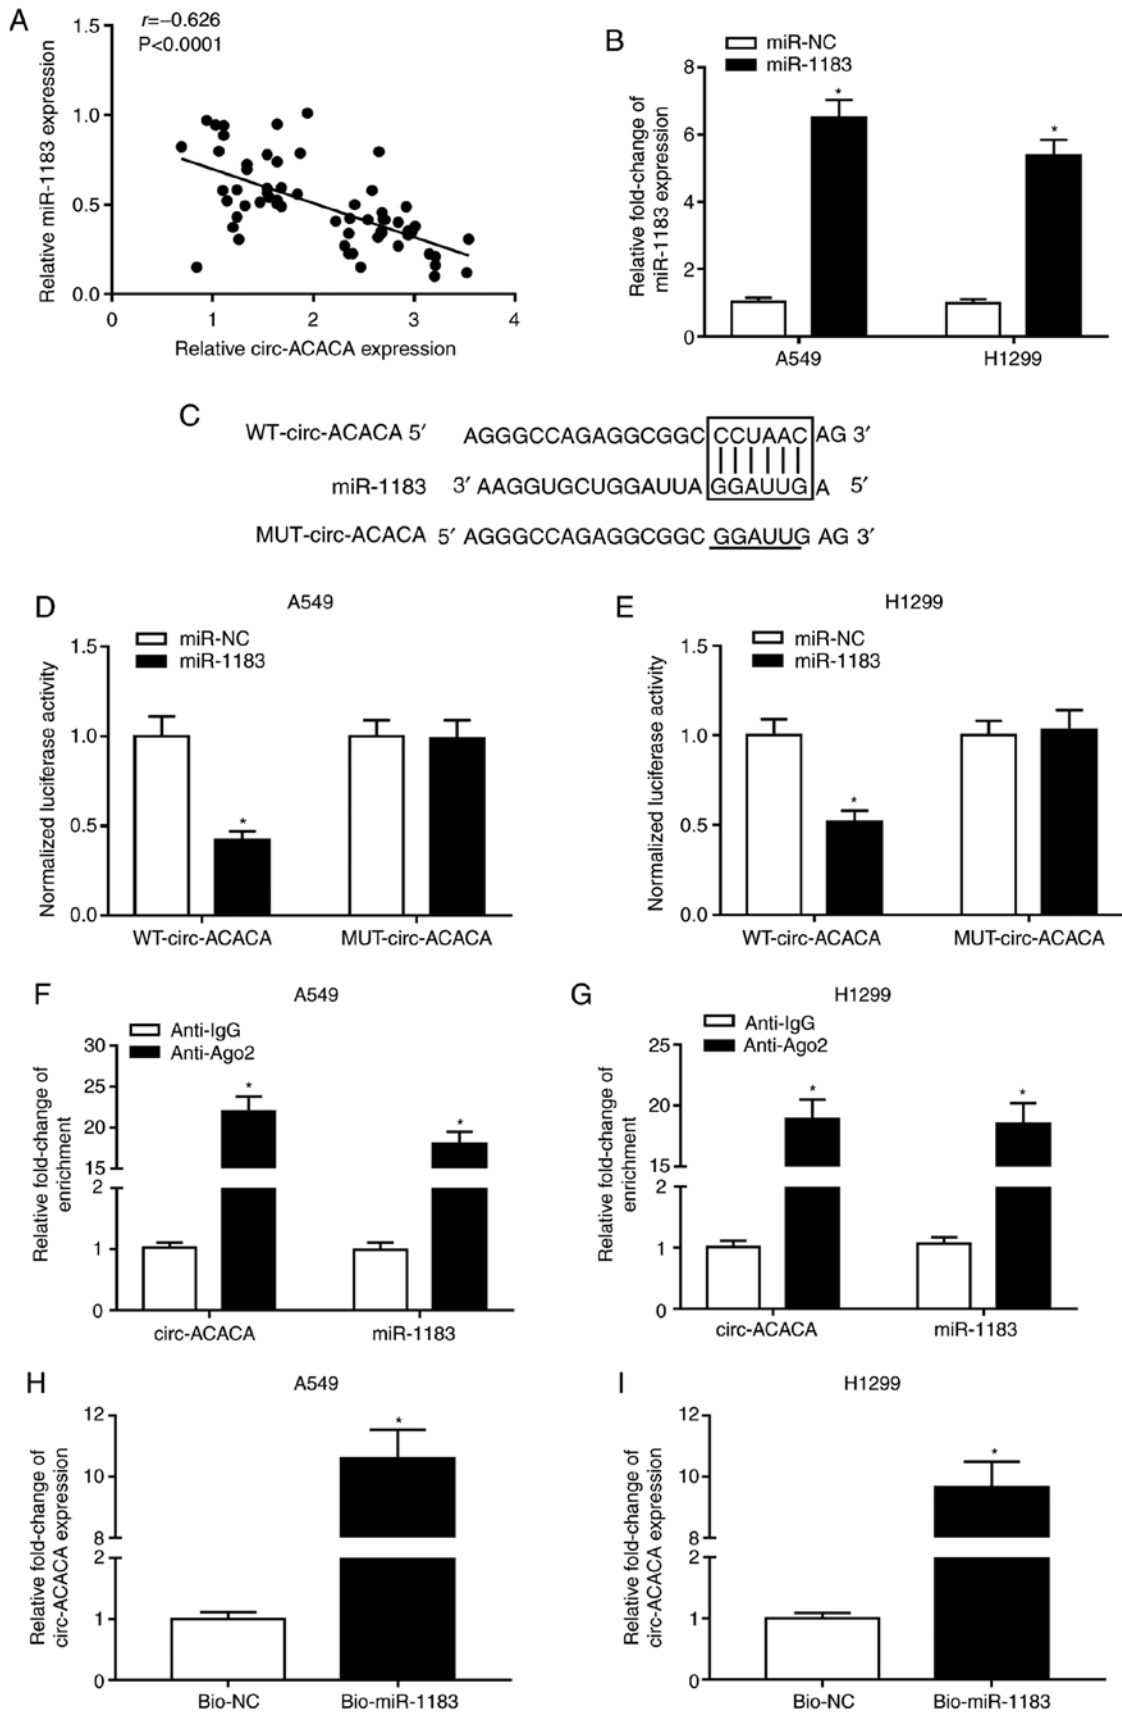 A
r=−0.626
P<0.0001
1.5
1.0
0.5
0.0
Relative miR-1183 expression
0 1 2 3 4
Relative circ-ACACA expression
B
miR-NC
miR-1183
8
6
4
2
0
Relative fold-change of
miR-1183 expression
*
*
A549 H1299
C
WT-circ-ACACA 5′ AGGGCCAGAGGCGGC CCUAAC AG 3′
miR-1183 3′ AAGGUGCUGGAUUA GGAUUG A 5′
MUT-circ-ACACA 5′ AGGGCCAGAGGCGGC GGAUUG AG 3′
D
A549
miR-NC
miR-1183
1.5
1.0
0.5
0.0
Normalized luciferase activity
*
WT-circ-ACACA MUT-circ-ACACA
E
H1299
miR-NC
miR-1183
1.5
1.0
0.5
0.0
Normalized luciferase activity
*
WT-circ-ACACA MUT-circ-ACACA
F
A549
Anti-IgG
Anti-Ago2
30
25
20
15
2
1
0
Relative fold-change of
enrichment
*
*
circ-ACACA miR-1183
G
H1299
Anti-IgG
Anti-Ago2
25
20
15
2
1
0
Relative fold-change of
enrichment
*
*
circ-ACACA miR-1183
H
A549
12
10
8
2
1
0
Relative fold-change of
circ-ACACA expression
*
Bio-NC Bio-miR-1183
I
H1299
12
10
8
2
1
0
Relative fold-change of
circ-ACACA expression
*
Bio-NC Bio-miR-1183